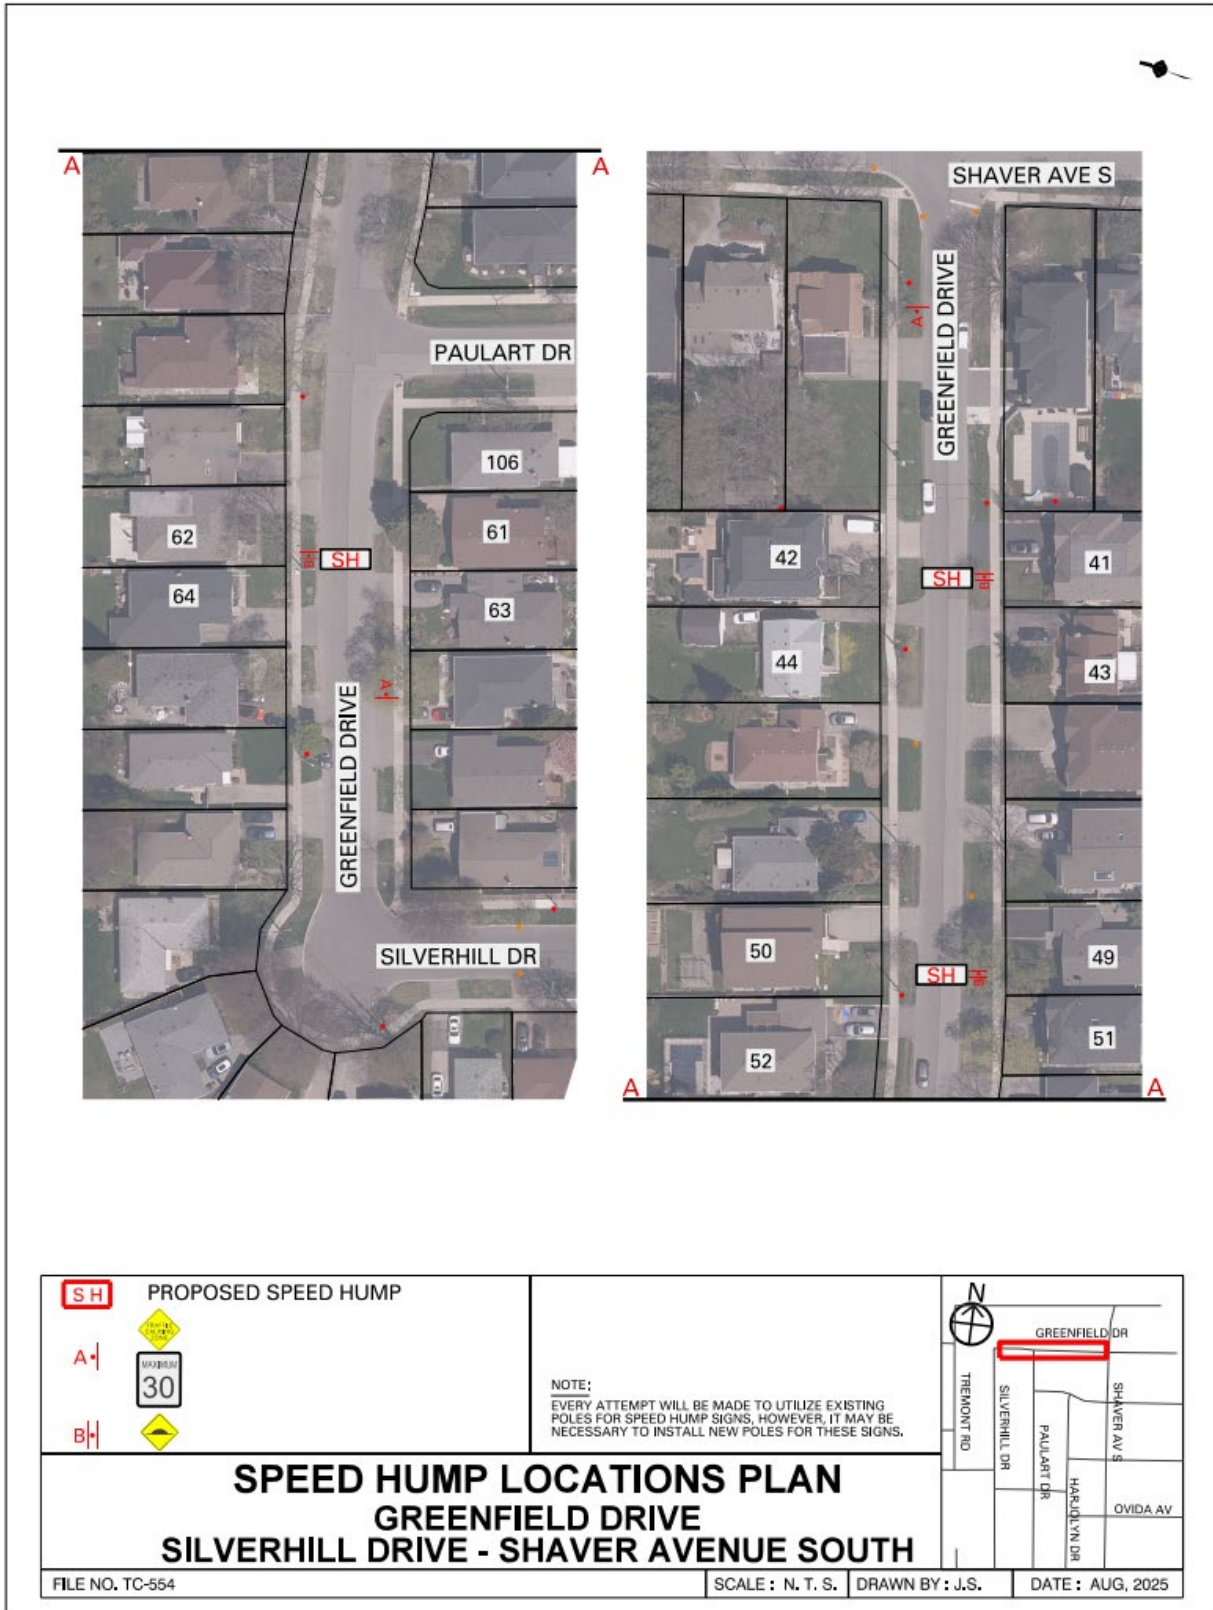 A
A
PAULART DR
106
62
61
B
SH
64
63
A
GREENFIELD DRIVE
SILVERHILL DR
SHAVER AVE S
A
GREENFIELD DRIVE
42
41
SH
B
44
43
50
49
SH
B
52
51
A
A
SH
PROPOSED SPEED HUMP
TRAFFIC
CALMING
ZONE
A
MAXIMUM
30
B
NOTE:
EVERY ATTEMPT WILL BE MADE TO UTILIZE EXISTING
POLES FOR SPEED HUMP SIGNS, HOWEVER, IT MAY BE
NECESSARY TO INSTALL NEW POLES FOR THESE SIGNS.
N
GREENFIELD DR
TREMONT RD
SILVERHILL DR
PAULART DR
HARJOLYN DR
SHAVER AV S
OVIDA AV
SPEED HUMP LOCATIONS PLAN
GREENFIELD DRIVE
SILVERHILL DRIVE - SHAVER AVENUE SOUTH
FILE NO. TC-554
SCALE : N. T. S.
DRAWN BY : J.S.
DATE : AUG, 2025